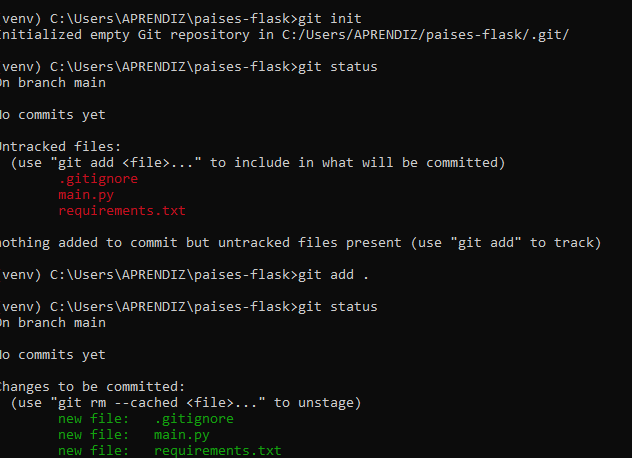 venv) C:\Users\APRENDIZ\paises-flask>git init
Initialized empty Git repository in C:/Users/APRENDIZ/paises-flask/.git/
venv) C:\Users\APRENDIZ\paises-flask>git status
On branch main
No commits yet
Untracked files:
(use "git add <file>..." to include in what will be committed)
.gitignore
main.py
requirements.txt
nothing added to commit but untracked files present (use "git add" to track)
venv) C:\Users\APRENDIZ\paises-flask>git add .
venv) C:\Users\APRENDIZ\paises-flask>git status
On branch main
No commits yet
Changes to be committed:
(use "git rm --cached <file>..." to unstage)
new file:   .gitignore
new file:   main.py
new file:   requirements.txt